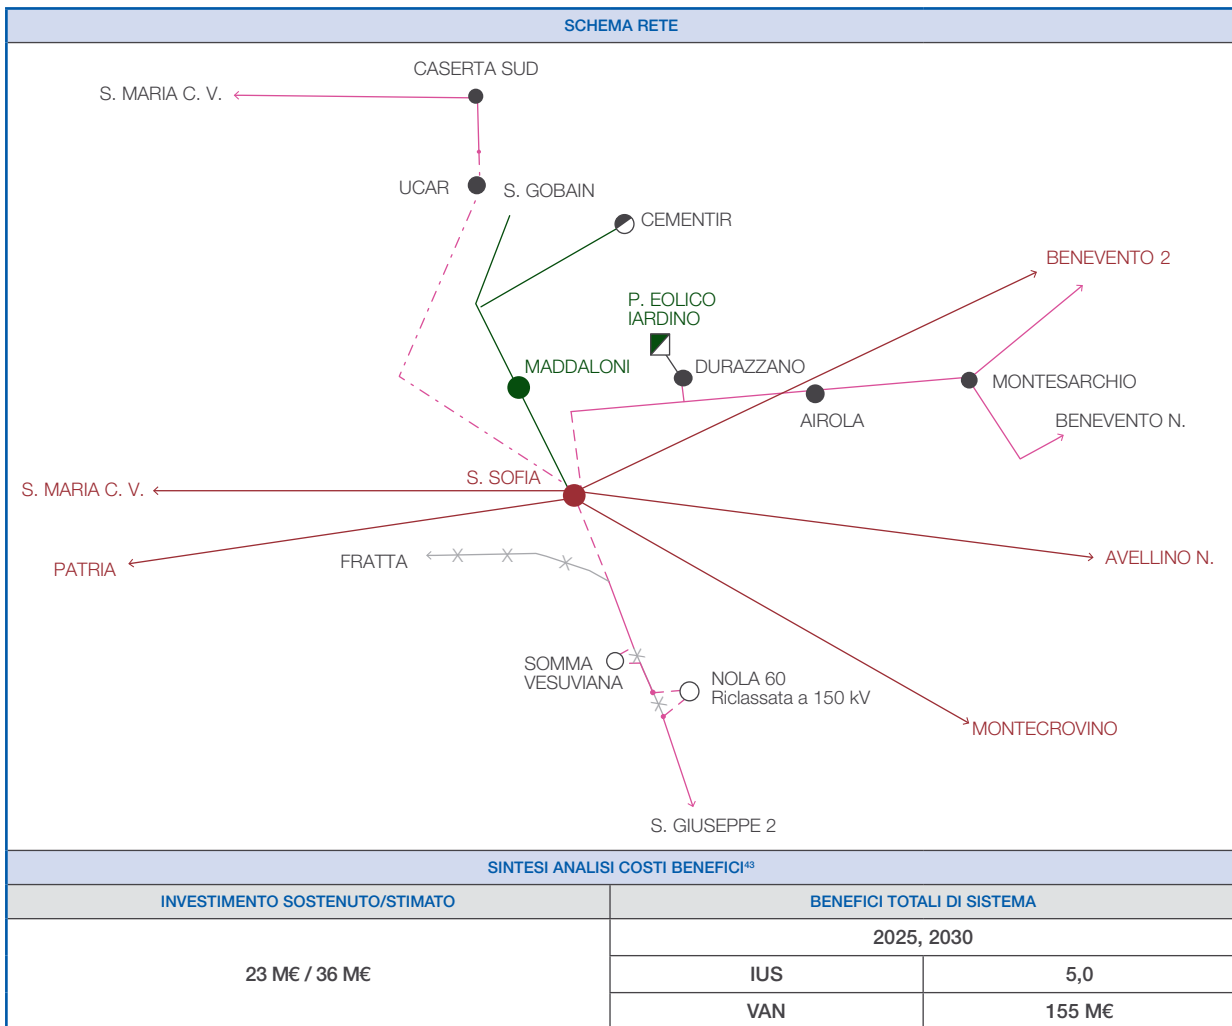 SCHEMA RETE
CASERTA SUD
S. MARIA C. V.
UCAR
S. GOBAIN
CEMENTIR
BENEVENTO 2
P. EOLICO
IARDINO
MADDALONI
DURAZZANO
MONTESARCHIO
AIROLA
BENEVENTO N.
S. SOFIA
S. MARIA C. V.
FRATTA
PATRIA
AVELLINO N.
SOMMA
VESUVIANA
NOLA 60
Riclassata a 150 kV
MONTECROVINO
S. GIUSEPPE 2
SINTESI ANALISI COSTI BENEFICI⁴³
INVESTIMENTO SOSTENUTO/STIMATO
BENEFICI TOTALI DI SISTEMA
2025, 2030
23 M€ / 36 M€
IUS
5,0
VAN
155 M€